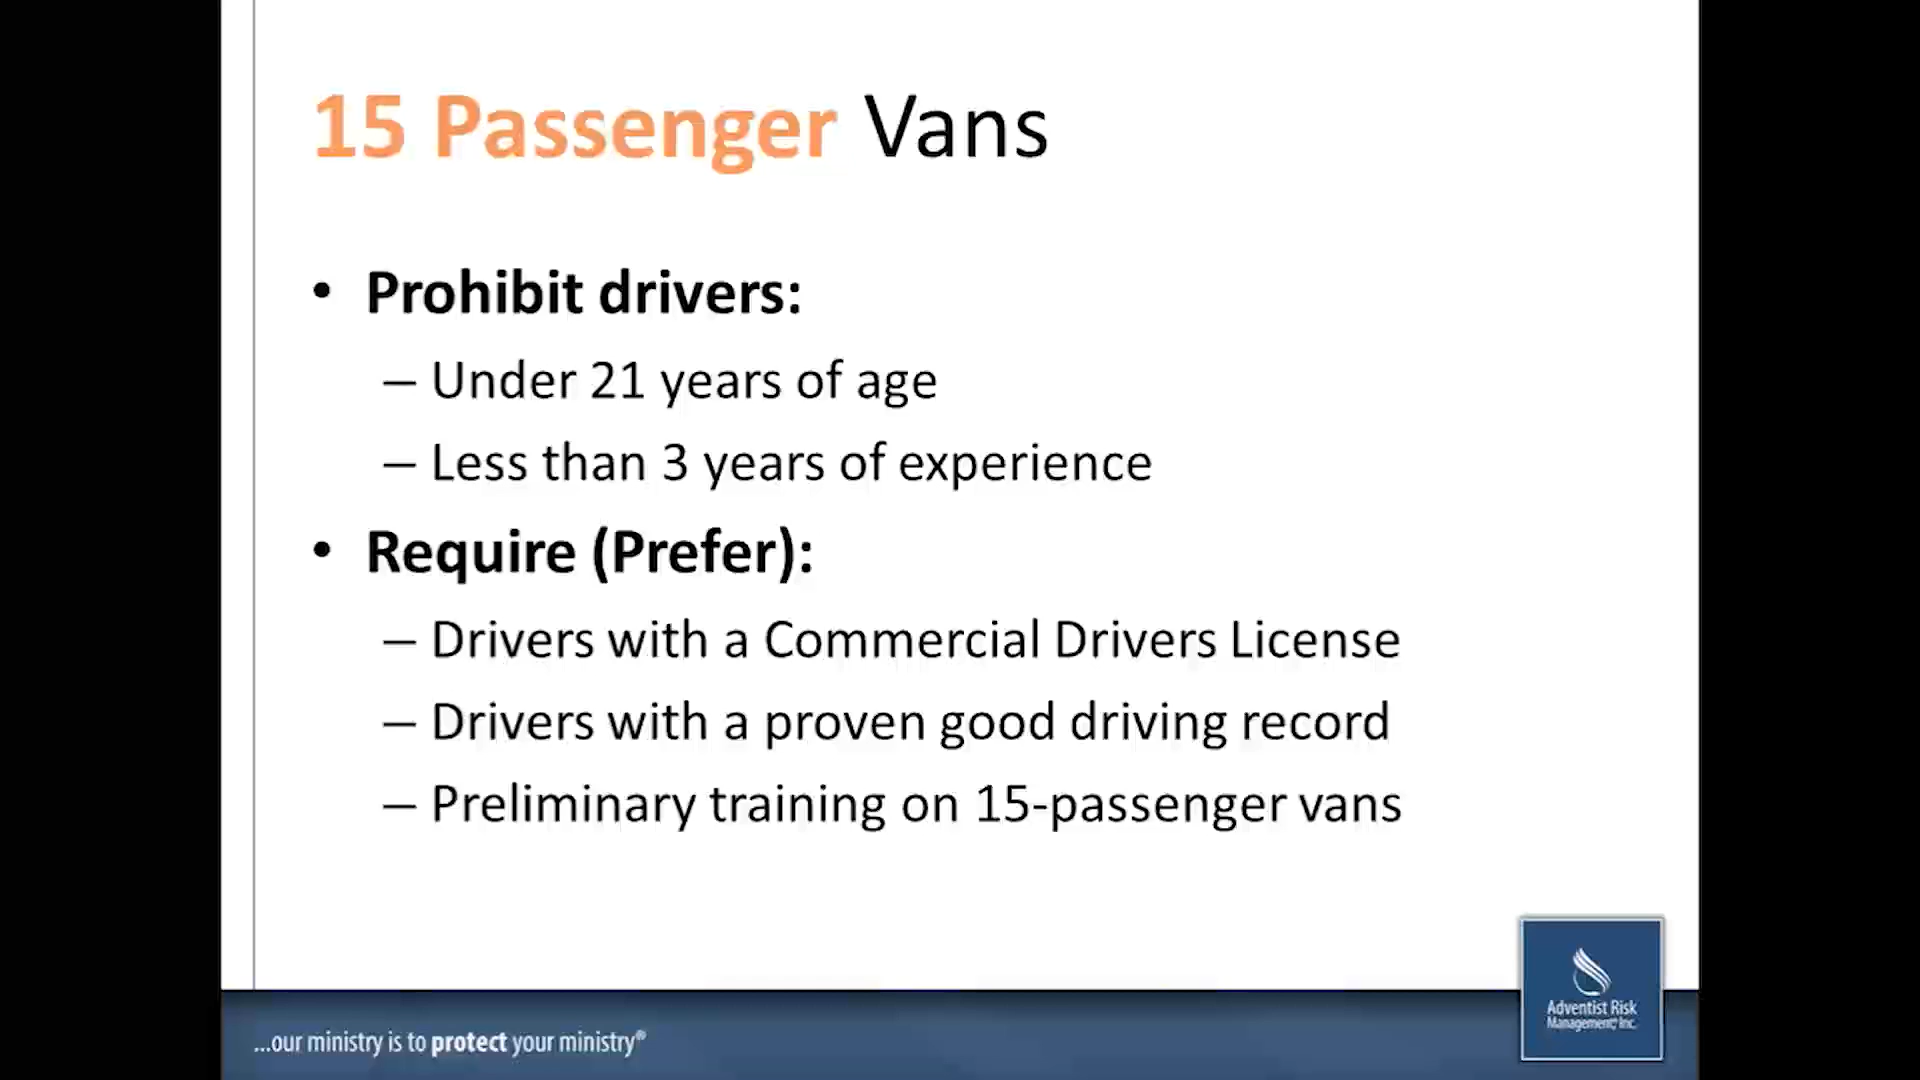 15 Passenger Vans
• Prohibit drivers:
– Under 21 years of age
– Less than 3 years of experience
• Require (Prefer):
– Drivers with a Commercial Drivers License
– Drivers with a proven good driving record
– Preliminary training on 15-passenger vans
Adventist Risk
Management, Inc.
...our ministry is to protect your ministry®